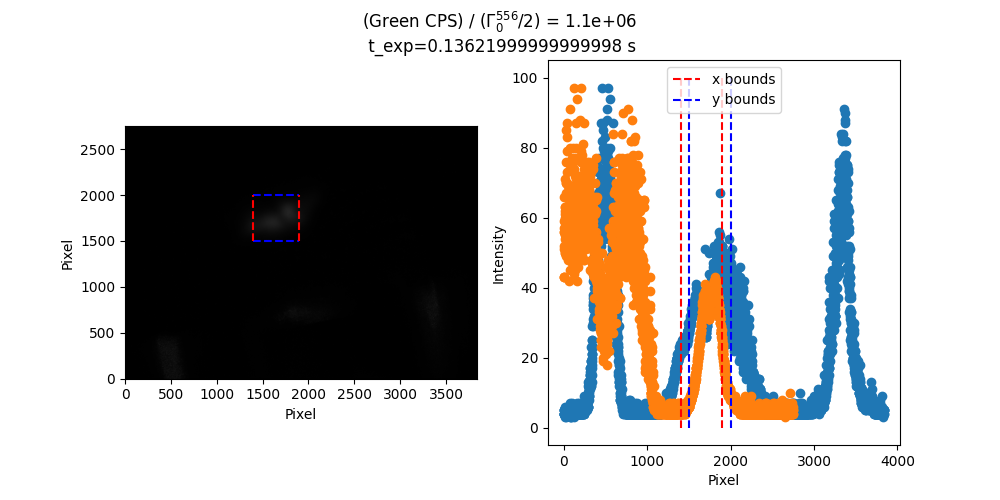 (Green CPS) / (Γ₀⁵⁵⁶/2) = 1.1e+06
t_exp=0.13621999999999998 s
2500
2000
1500
1000
500
0
0 500 1000 1500 2000 2500 3000 3500
Pixel
Pixel
100
80
60
40
20
0
0 1000 2000 3000 4000
Intensity
Pixel
x bounds
y bounds